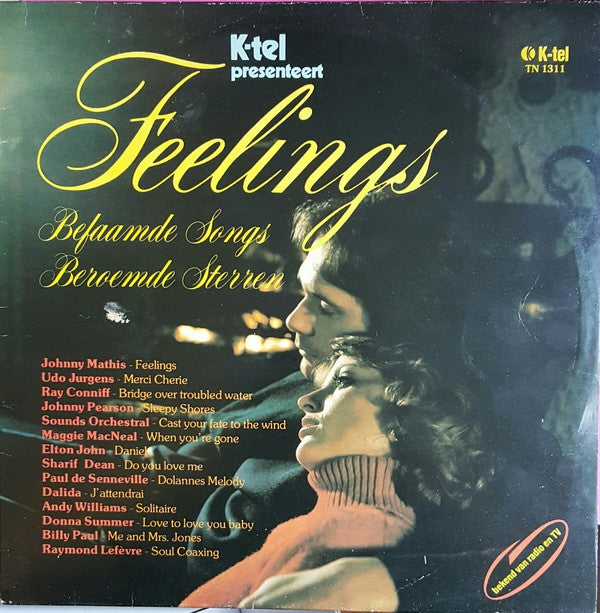 K-tel
presenteert
K-tel
TN 1311
Feelings
Befaamde Songs
Beroemde Sterren
Johnny Mathis - Feelings
Udo Jurgens - Merci Cherie
Ray Conniff - Bridge over troubled water
Johnny Pearson - Sleepy Shores
Sounds Orchestral - Cast your fate to the wind
Maggie MacNeal - When you're gone
Elton John - Daniel
Sharif Dean - Do you love me
Paul de Senneville - Dolannes Melody
Dalida - J'attendrai
Andy Williams - Solitaire
Donna Summer - Love to love you baby
Billy Paul - Me and Mrs. Jones
Raymond Lefèvre - Soul Coaxing
bekend van radio en TV